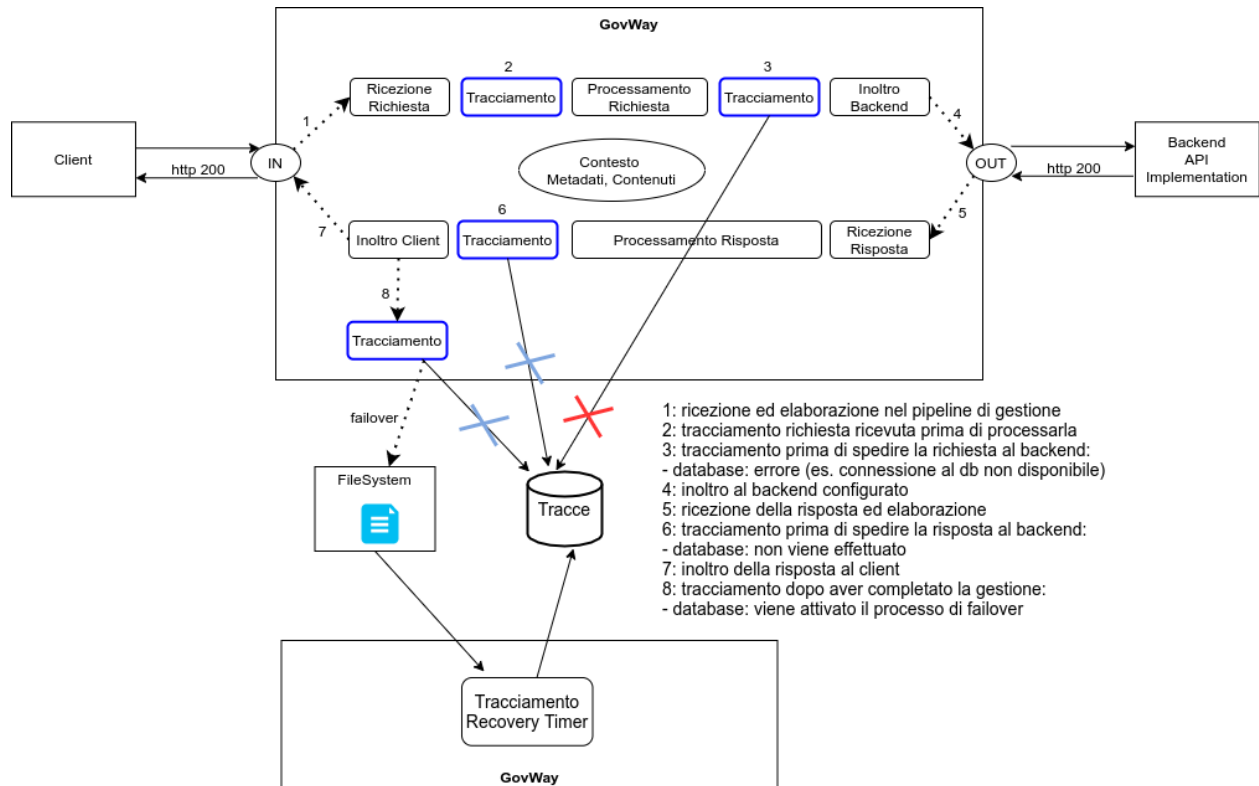 GovWay
2
3
Ricezione
Richiesta
Tracciamento
Processamento
Richiesta
Tracciamento
Inoltro
Backend
1
4
Client
http 200
IN
Contesto
Metadati, Contenuti
OUT
http 200
Backend
API
Implementation
6
7
Inoltro Client
Tracciamento
Processamento Risposta
Ricezione
Risposta
5
8
Tracciamento
failover
FileSystem
Tracce
1: ricezione ed elaborazione nel pipeline di gestione
2: tracciamento richiesta ricevuta prima di processarla
3: tracciamento prima di spedire la richiesta al backend:
- database: errore (es. connessione al db non disponibile)
4: inoltro al backend configurato
5: ricezione della risposta ed elaborazione
6: tracciamento prima di spedire la risposta al backend:
- database: non viene effettuato
7: inoltro della risposta al client
8: tracciamento dopo aver completato la gestione:
- database: viene attivato il processo di failover
Tracciamento
Recovery Timer
GovWay